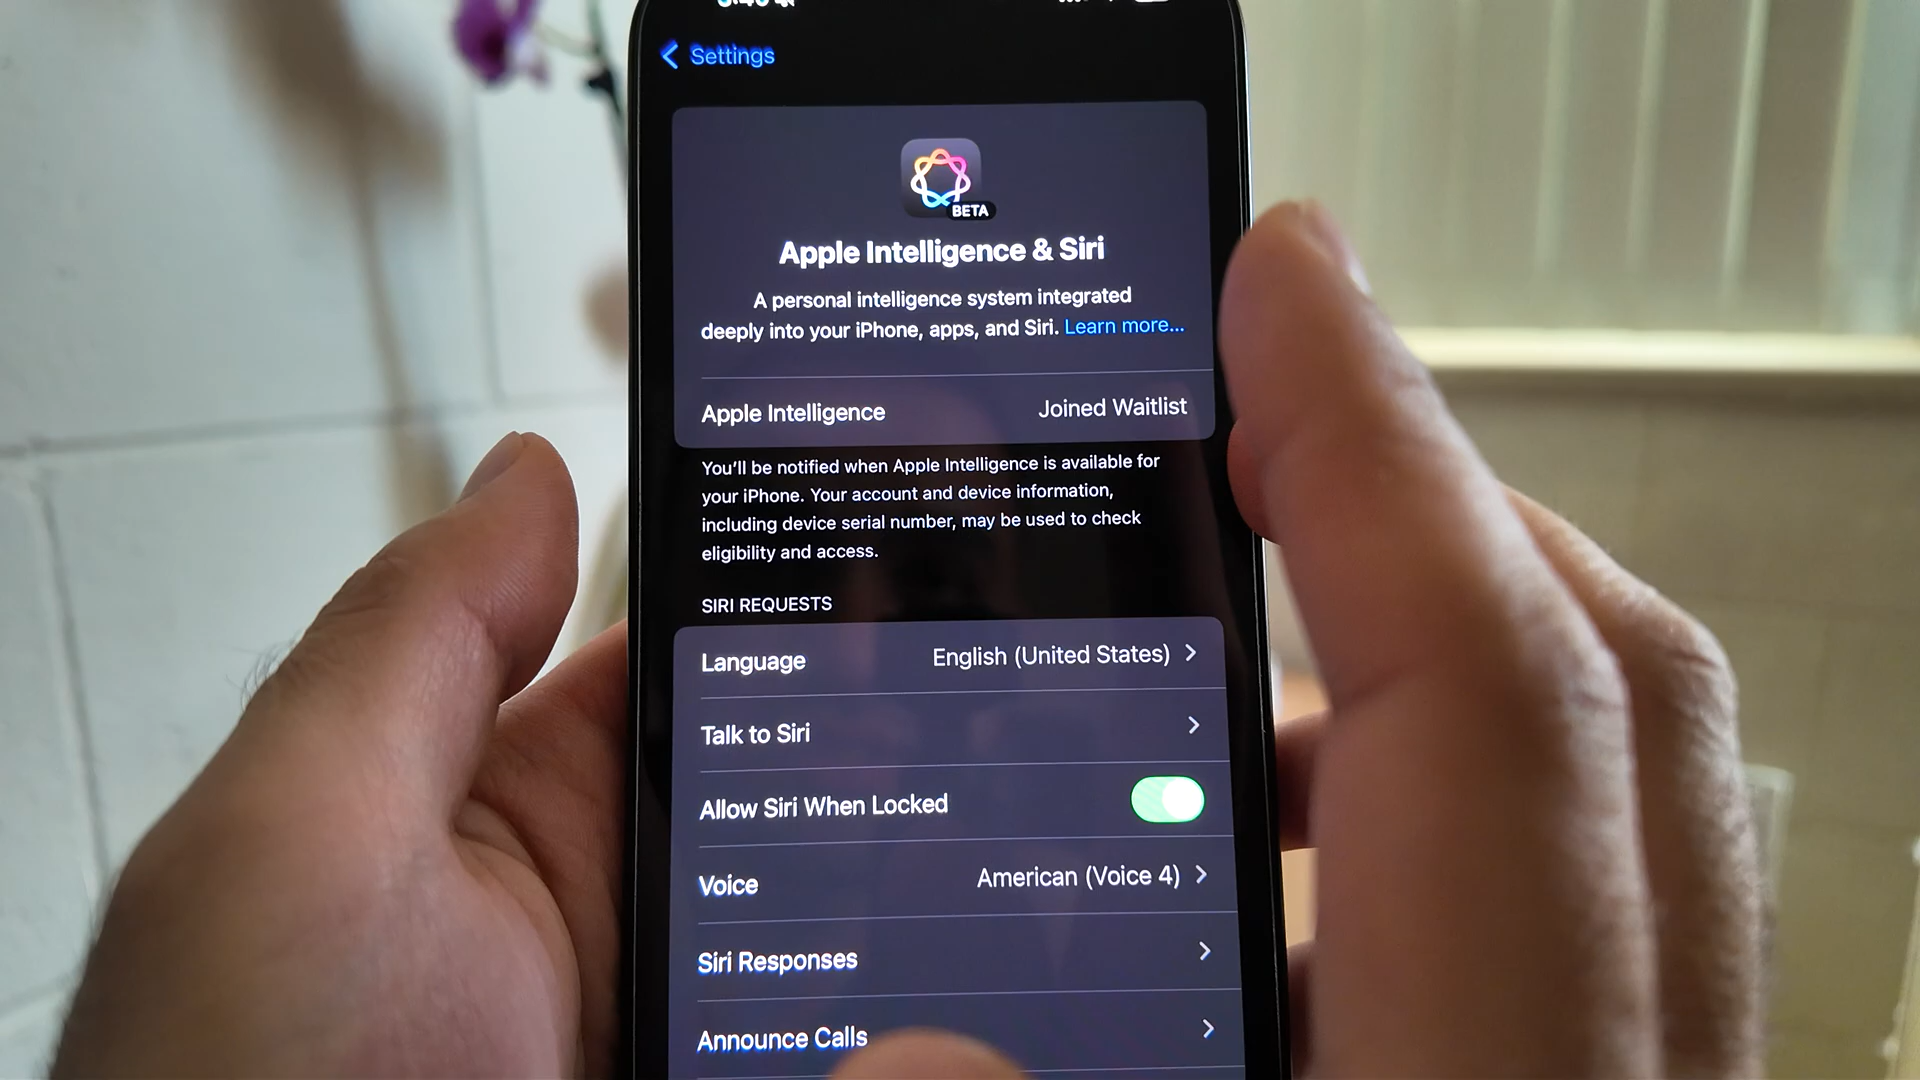 Settings
BETA
Apple Intelligence & Siri
A personal intelligence system integrated
deeply into your iPhone, apps, and Siri. Learn more...
Apple Intelligence Joined Waitlist
You'll be notified when Apple Intelligence is available for
your iPhone. Your account and device information,
including device serial number, may be used to check
eligibility and access.
SIRI REQUESTS
Language English (United States)
Talk to Siri
Allow Siri When Locked
Voice American (Voice 4)
Siri Responses
Announce Calls